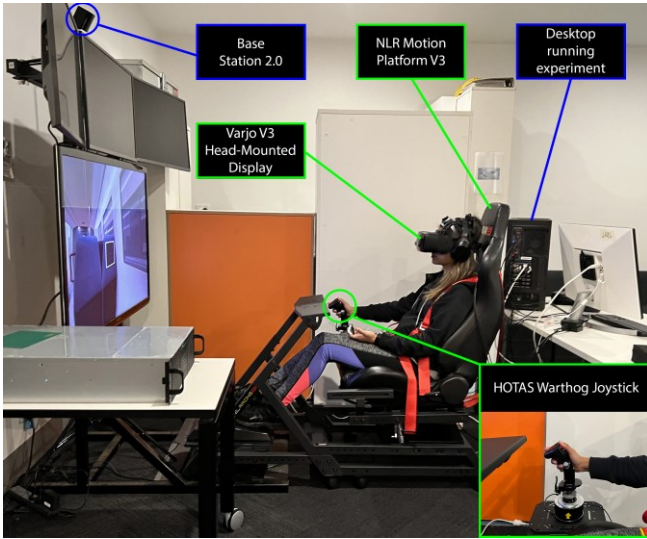 Base
Station 2.0
NLR Motion
Platform V3
Desktop
running
experiment
Varjo V3
Head-Mounted
Display
HOTAS Warthog Joystick